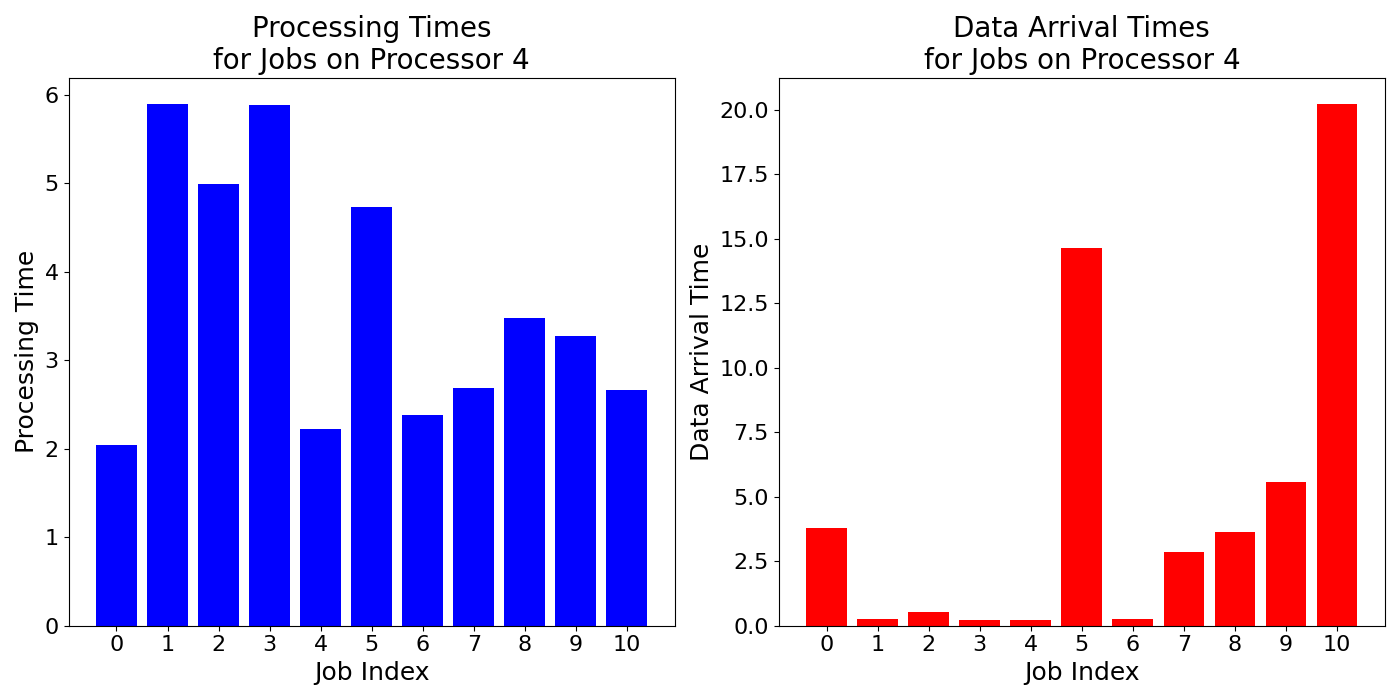 Processing Times
for Jobs on Processor 4
Processing Time
6
5
4
3
2
1
0
0 1 2 3 4 5 6 7 8 9 10
Job Index
Data Arrival Times
for Jobs on Processor 4
Data Arrival Time
20.0
17.5
15.0
12.5
10.0
7.5
5.0
2.5
0.0
0 1 2 3 4 5 6 7 8 9 10
Job Index